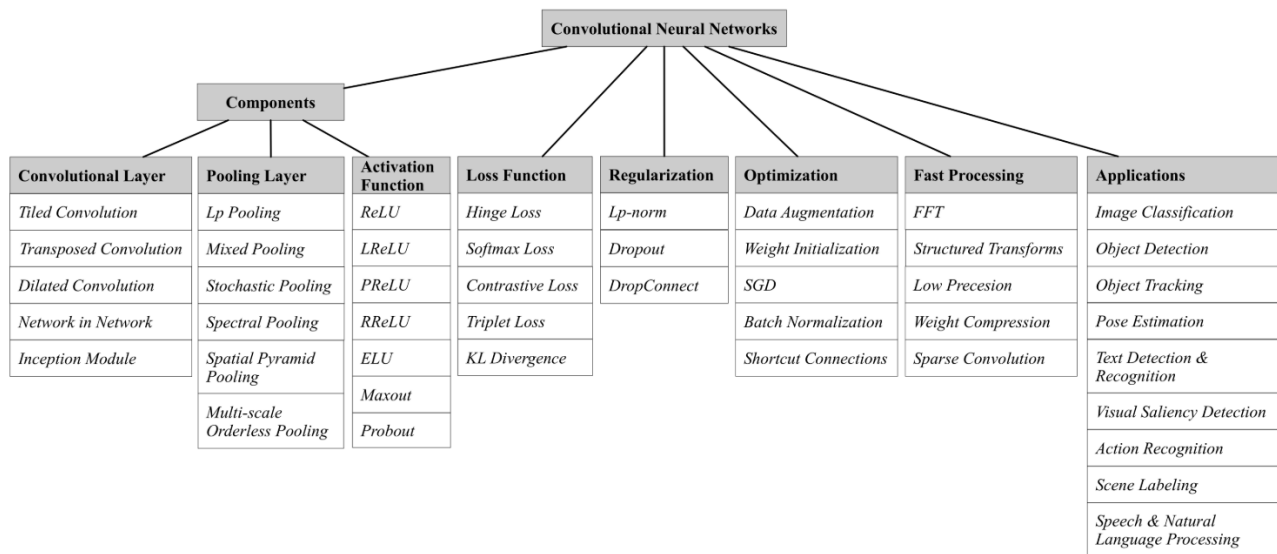 Convolutional Neural Networks
Components
Convolutional Layer
Tiled Convolution
Transposed Convolution
Dilated Convolution
Network in Network
Inception Module
Pooling Layer
Lp Pooling
Mixed Pooling
Stochastic Pooling
Spectral Pooling
Spatial Pyramid
Pooling
Multi-scale
Orderless Pooling
Activation
Function
ReLU
LReLU
PReLU
RReLU
ELU
Maxout
Probout
Loss Function
Hinge Loss
Softmax Loss
Contrastive Loss
Triplet Loss
KL Divergence
Regularization
Lp-norm
Dropout
DropConnect
Optimization
Data Augmentation
Weight Initialization
SGD
Batch Normalization
Shortcut Connections
Fast Processing
FFT
Structured Transforms
Low Precesion
Weight Compression
Sparse Convolution
Applications
Image Classification
Object Detection
Object Tracking
Pose Estimation
Text Detection &
Recognition
Visual Saliency Detection
Action Recognition
Scene Labeling
Speech & Natural
Language Processing